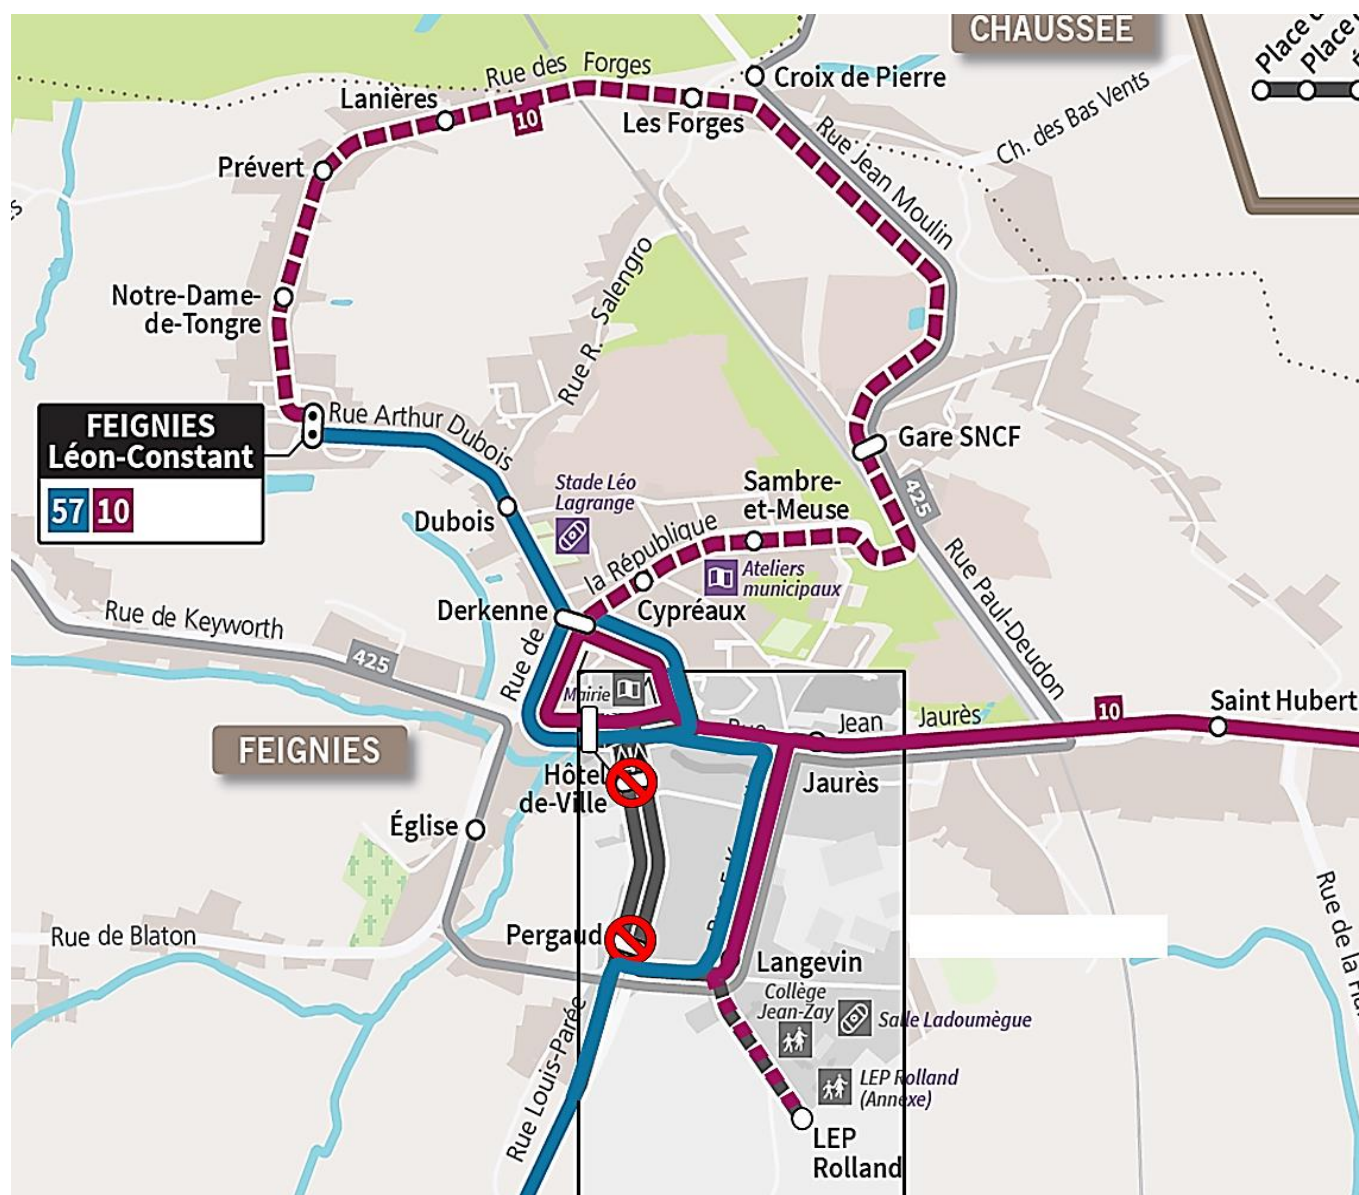 CHAUSSÉE
Place
Place
Croix de Pierre
Rue des Forges
Lanières
10
Les Forges
Rue Jean Moulin
Ch. des Bas Vents
Prévert
Rue R. Salengro
Notre-Dame-
de-Tongre
Rue Arthur Dubois
FEIGNIES
Léon-Constant
57 10
Gare SNCF
425
Stade Léo
Lagrange
Sambre-
et-Meuse
Dubois
la République
Ateliers
municipaux
Rue Paul-Deudon
Derkenne
Cypréaux
Rue de Keyworth
425
Rue de
Mairie
Rue Jean Jaurès
10
Saint Hubert
FEIGNIES
Hôtel
de-Ville
Jaurès
Église
Rue de Blaton
Pergaud
Langevin
Collège
Jean-Zay
Salle Ladoumègue
Rue Louis-Parée
LEP Rolland
(Annexe)
LEP
Rolland
Rue de la